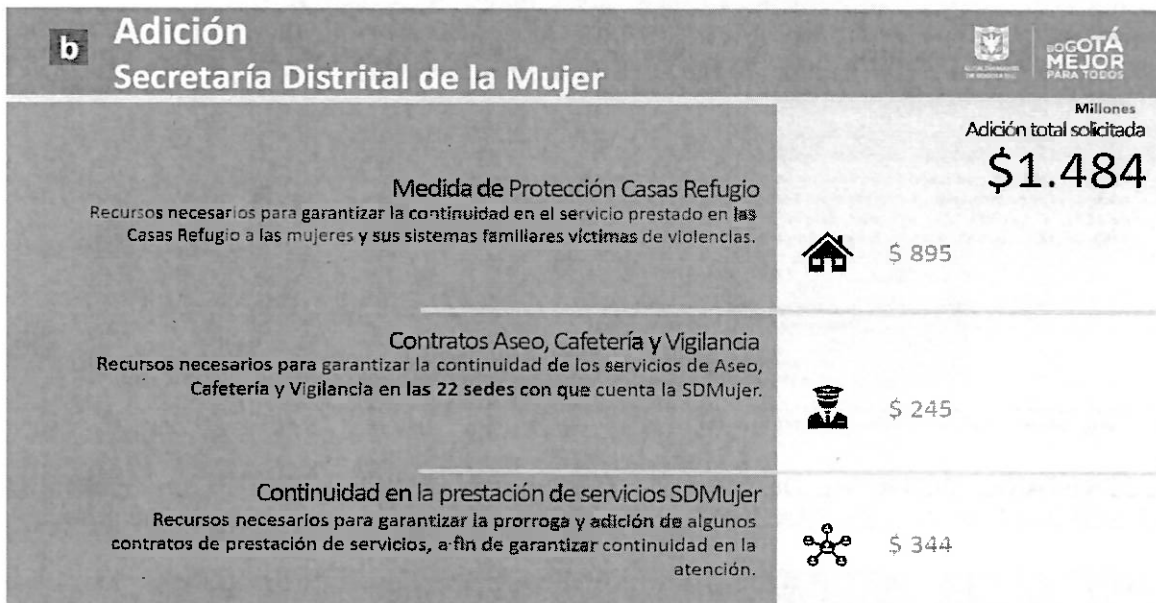 b
Adición
Secretaría Distrital de la Mujer
ALCALDÍA MAYOR
DE BOGOTÁ D.C.
BOGOTÁ
MEJOR
PARA TODOS
Millones
Adición total solicitada
$1.484
Medida de Protección Casas Refugio
Recursos necesarios para garantizar la continuidad en el servicio prestado en las
Casas Refugio a las mujeres y sus sistemas familiares víctimas de violencias.
$ 895
Contratos Aseo, Cafetería y Vigilancia
Recursos necesarios para garantizar la continuidad de los servicios de Aseo,
Cafetería y Vigilancia en las 22 sedes con que cuenta la SDMujer.
$ 245
Continuidad en la prestación de servicios SDMujer
Recursos necesarios para garantizar la prorroga y adición de algunos
contratos de prestación de servicios, a fin de garantizar continuidad en la
atención.
$ 344